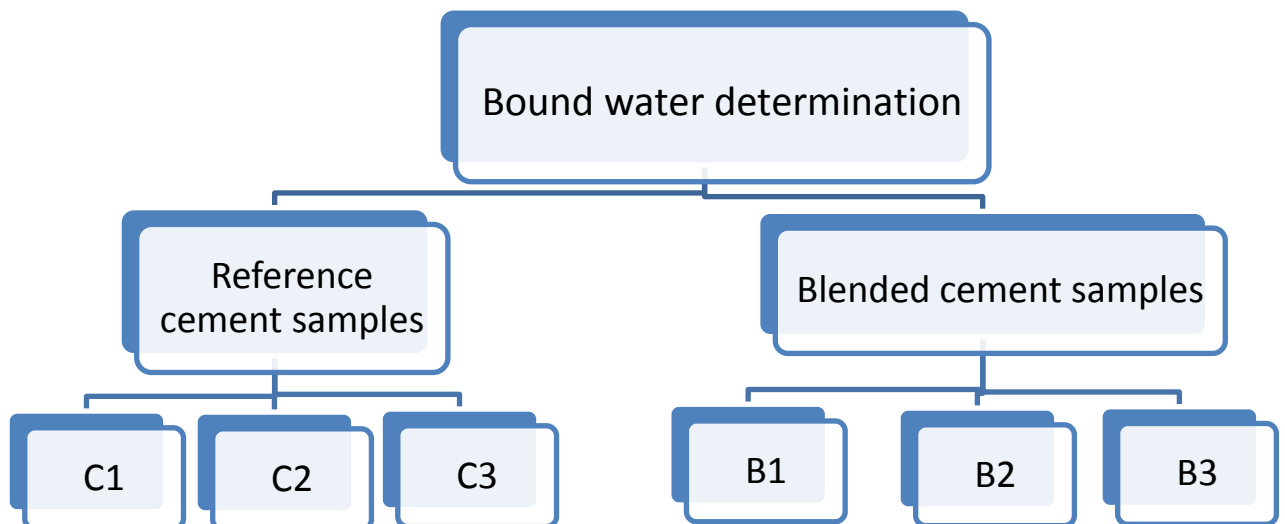 Bound water determination
Reference
cement samples
Blended cement samples
C1
C2
C3
B1
B2
B3